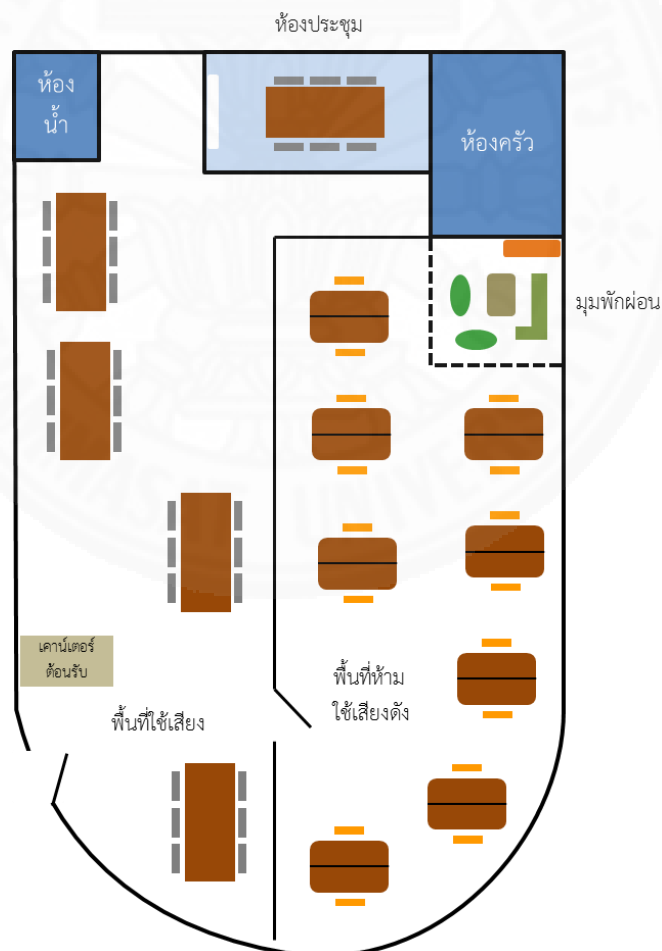 ห้องประชุม
ห้อง
น้ำ
ห้องครัว
มุมพักผ่อน
เคาน์เตอร์
ต้อนรับ
พื้นที่ใช้เสียง
พื้นที่ห้าม
ใช้เสียงดัง